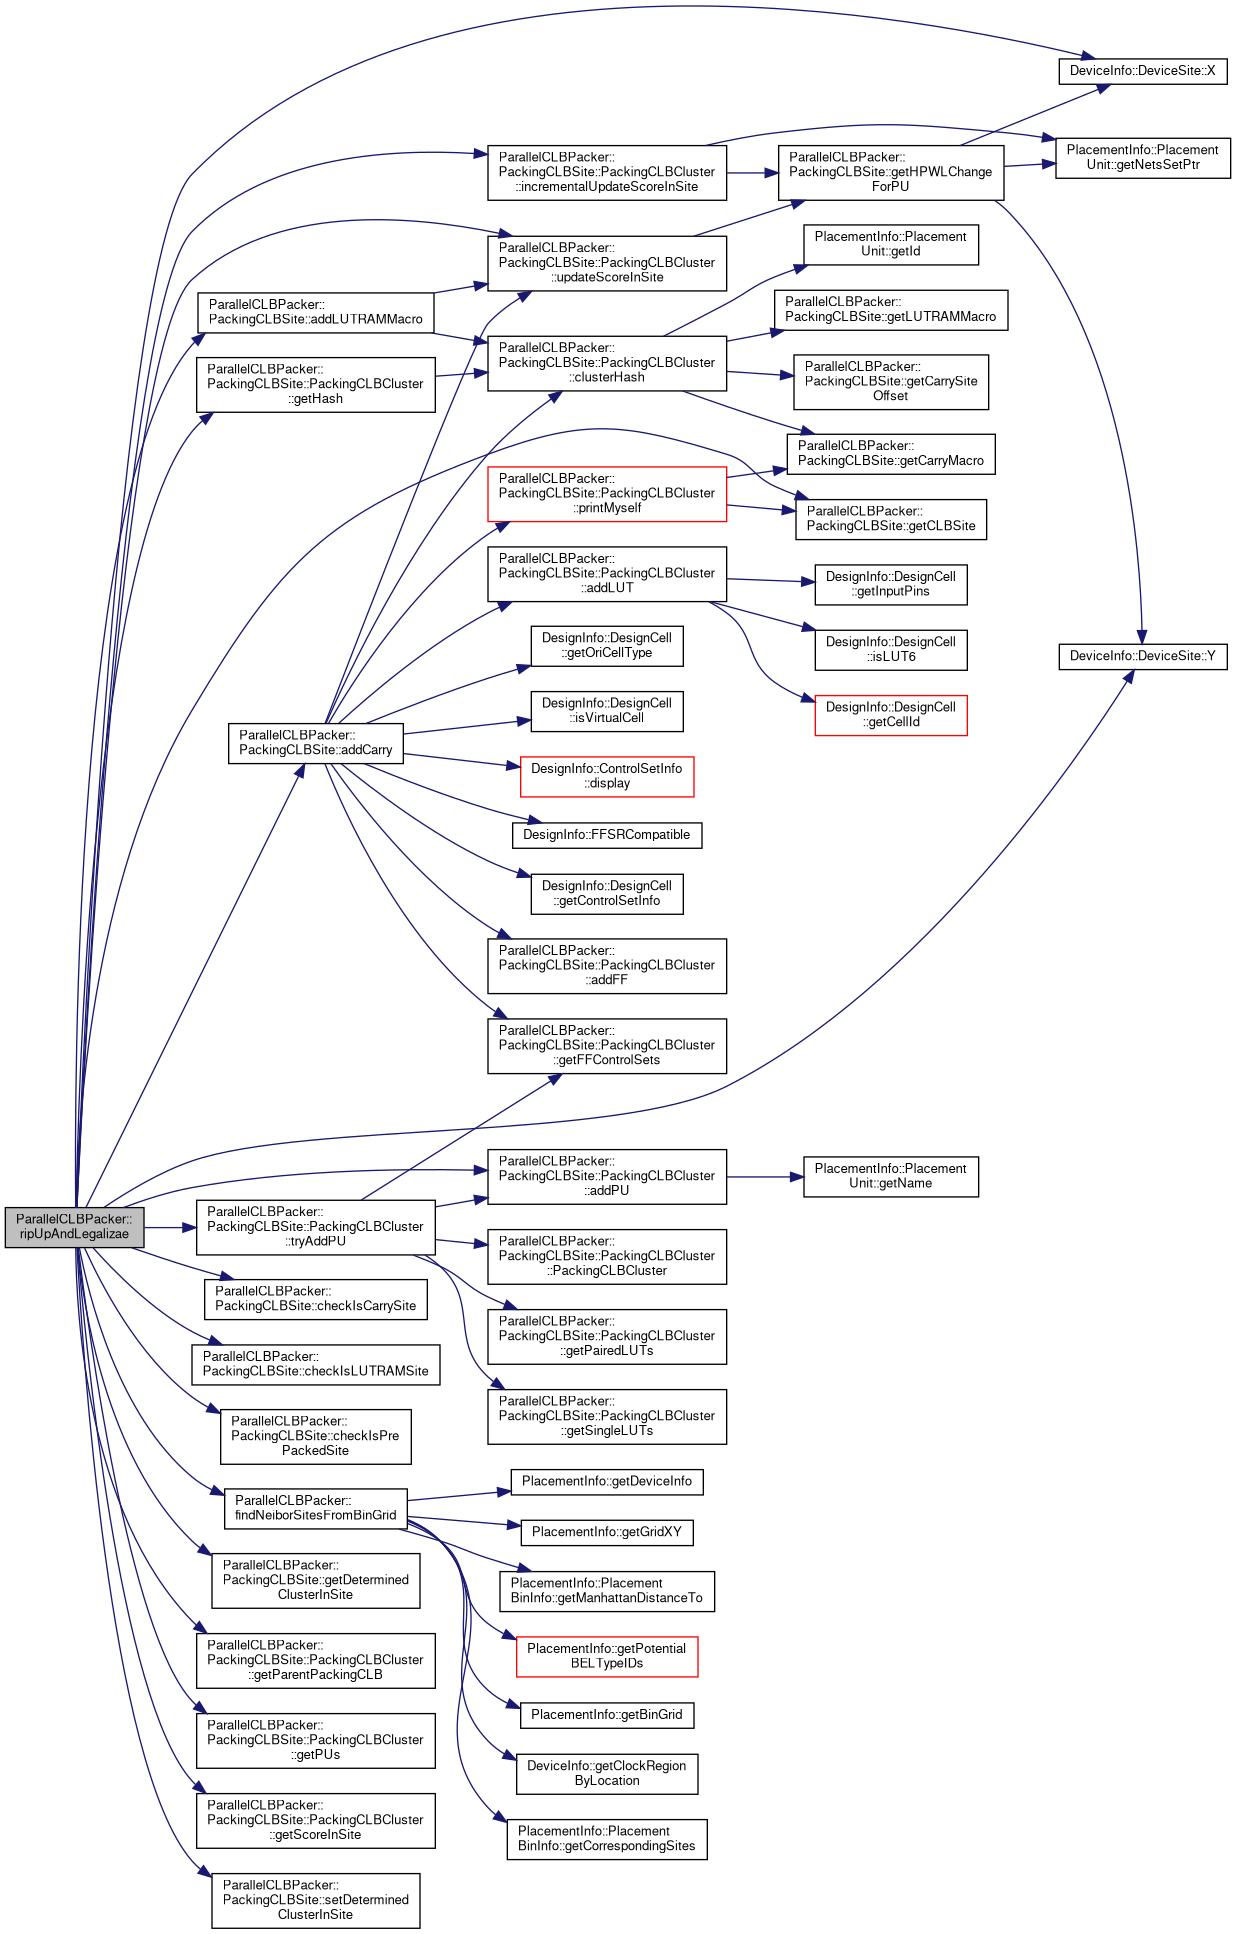 ParallelCLBPacker::
ripUpAndLegalizae
DeviceInfo::DeviceSite::X
ParallelCLBPacker::
PackingCLBSite::PackingCLBCluster
::incrementalUpdateScoreInSite
ParallelCLBPacker::
PackingCLBSite::getHPWLChange
ForPU
PlacementInfo::Placement
Unit::getNetsSetPtr
ParallelCLBPacker::
PackingCLBSite::PackingCLBCluster
::updateScoreInSite
PlacementInfo::Placement
Unit::getId
ParallelCLBPacker::
PackingCLBSite::addLUTRAMMacro
ParallelCLBPacker::
PackingCLBSite::getLUTRAMMacro
ParallelCLBPacker::
PackingCLBSite::PackingCLBCluster
::getHash
ParallelCLBPacker::
PackingCLBSite::PackingCLBCluster
::clusterHash
ParallelCLBPacker::
PackingCLBSite::getCarrySite
Offset
ParallelCLBPacker::
PackingCLBSite::getCarryMacro
ParallelCLBPacker::
PackingCLBSite::PackingCLBCluster
::printMyself
ParallelCLBPacker::
PackingCLBSite::getCLBSite
ParallelCLBPacker::
PackingCLBSite::PackingCLBCluster
::addLUT
DesignInfo::DesignCell
::getInputPins
DesignInfo::DesignCell
::getOriCellType
DesignInfo::DesignCell
::isLUT6
DeviceInfo::DeviceSite::Y
DesignInfo::DesignCell
::isVirtualCell
DesignInfo::DesignCell
::getCellId
ParallelCLBPacker::
PackingCLBSite::addCarry
DesignInfo::ControlSetInfo
::display
DesignInfo::FFSRCompatible
DesignInfo::DesignCell
::getControlSetInfo
ParallelCLBPacker::
PackingCLBSite::PackingCLBCluster
::addFF
ParallelCLBPacker::
PackingCLBSite::PackingCLBCluster
::getFFControlSets
ParallelCLBPacker::
PackingCLBSite::PackingCLBCluster
::addPU
PlacementInfo::Placement
Unit::getName
ParallelCLBPacker::
PackingCLBSite::PackingCLBCluster
::tryAddPU
ParallelCLBPacker::
PackingCLBSite::PackingCLBCluster
::PackingCLBCluster
ParallelCLBPacker::
PackingCLBSite::checkIsCarrySite
ParallelCLBPacker::
PackingCLBSite::PackingCLBCluster
::getPairedLUTs
ParallelCLBPacker::
PackingCLBSite::checkIsLUTRAMSite
ParallelCLBPacker::
PackingCLBSite::PackingCLBCluster
::getSingleLUTs
ParallelCLBPacker::
PackingCLBSite::checkIsPre
PackedSite
ParallelCLBPacker::
findNeiborSitesFromBinGrid
PlacementInfo::getDeviceInfo
PlacementInfo::getGridXY
ParallelCLBPacker::
PackingCLBSite::getDetermined
ClusterInSite
PlacementInfo::Placement
BinInfo::getManhattanDistanceTo
ParallelCLBPacker::
PackingCLBSite::PackingCLBCluster
::getParentPackingCLB
PlacementInfo::getPotential
BELTypeIDs
PlacementInfo::getBinGrid
ParallelCLBPacker::
PackingCLBSite::PackingCLBCluster
::getPUs
DeviceInfo::getClockRegion
ByLocation
ParallelCLBPacker::
PackingCLBSite::PackingCLBCluster
::getScoreInSite
PlacementInfo::Placement
BinInfo::getCorrespondingSites
ParallelCLBPacker::
PackingCLBSite::setDetermined
ClusterInSite